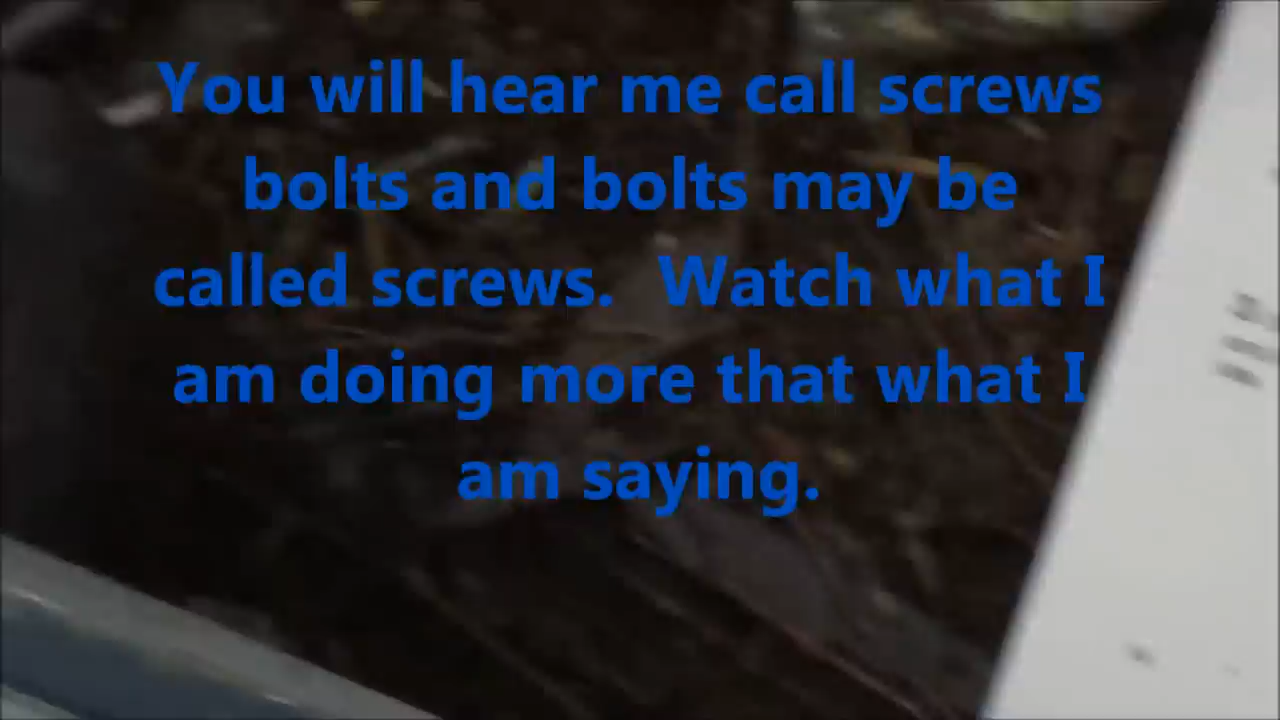 You will hear me call screws
bolts and bolts may be
called screws.  Watch what I
am doing more that what I
am saying.